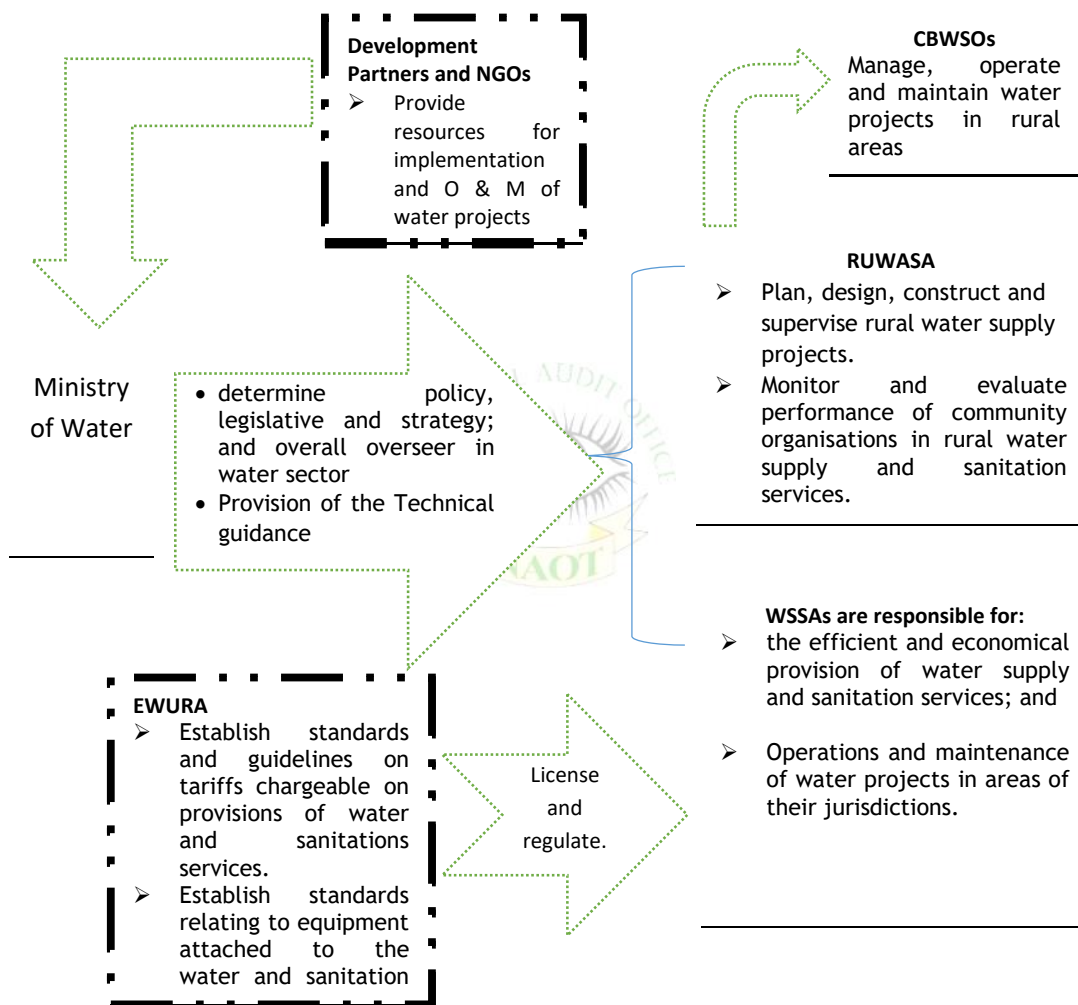 Development
Partners and NGOs
➢ Provide
resources for
implementation
and O & M of
water projects
CBWSOs
Manage, operate
and maintain water
projects in rural
areas
Ministry
of Water
• determine policy,
legislative and strategy;
and overall overseer in
water sector
• Provision of the Technical
guidance
AUDIT OFFICE
NAOT
RUWASA
➢ Plan, design, construct and
supervise rural water supply
projects.
➢ Monitor and evaluate
performance of community
organisations in rural water
supply and sanitation
services.
EWURA
➢ Establish standards
and guidelines on
tariffs chargeable on
provisions of water
and sanitations
services.
➢ Establish standards
relating to equipment
attached to the
water and sanitation
License
and
regulate.
WSSAs are responsible for:
➢ the efficient and economical
provision of water supply
and sanitation services; and
➢ Operations and maintenance
of water projects in areas of
their jurisdictions.